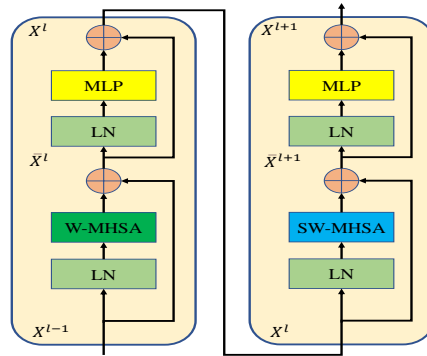 X^l
MLP
LN
X̄^l
W-MHSA
LN
X^{l−1}
X^{l+1}
MLP
LN
X̄^{l+1}
SW-MHSA
LN
X^l